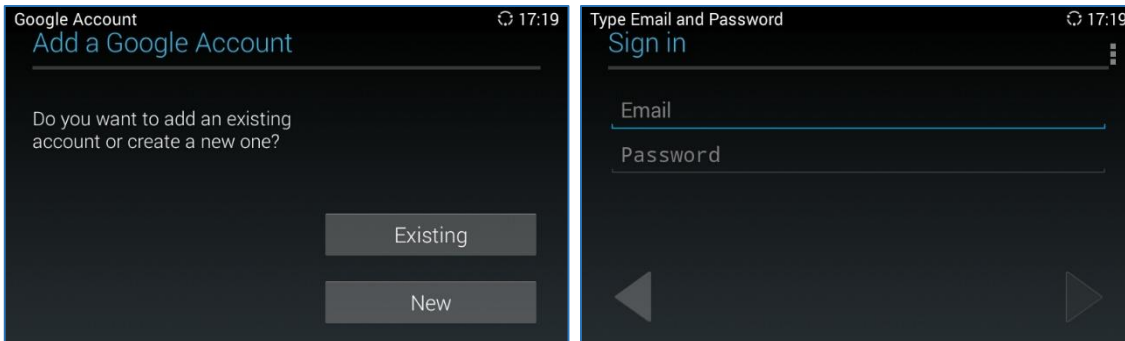 Google Account 17:19
Add a Google Account
Do you want to add an existing
account or create a new one?
Existing
New
Type Email and Password 17:19
Sign in
Email
Password